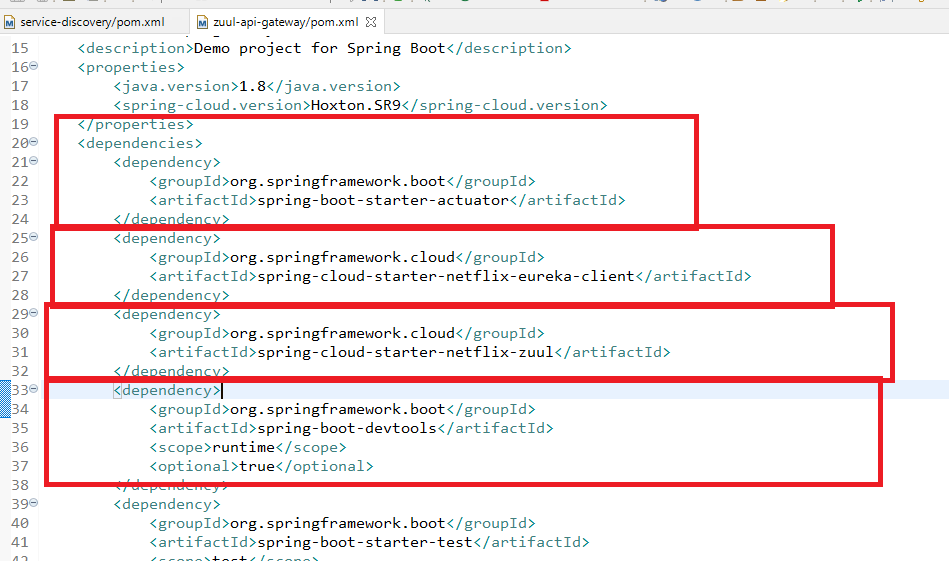 service-discovery/pom.xml
zuul-api-gateway/pom.xml
15 <description>Demo project for Spring Boot</description>
16 <properties>
17 <java.version>1.8</java.version>
18 <spring-cloud.version>Hoxton.SR9</spring-cloud.version>
19 </properties>
20 <dependencies>
21 <dependency>
22 <groupId>org.springframework.boot</groupId>
23 <artifactId>spring-boot-starter-actuator</artifactId>
24 </dependency>
25 <dependency>
26 <groupId>org.springframework.cloud</groupId>
27 <artifactId>spring-cloud-starter-netflix-eureka-client</artifactId>
28 </dependency>
29 <dependency>
30 <groupId>org.springframework.cloud</groupId>
31 <artifactId>spring-cloud-starter-netflix-zuul</artifactId>
32 </dependency>
33 <dependency>
34 <groupId>org.springframework.boot</groupId>
35 <artifactId>spring-boot-devtools</artifactId>
36 <scope>runtime</scope>
37 <optional>true</optional>
38 </dependency>
39 <dependency>
40 <groupId>org.springframework.boot</groupId>
41 <artifactId>spring-boot-starter-test</artifactId>
42 <scope>test</scope>